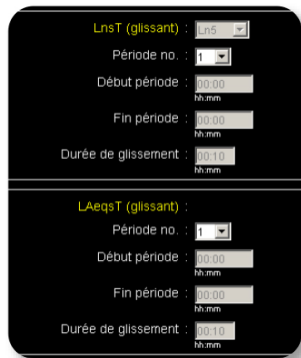 LnsT (glissant) : Ln5
Période no. : 1
Début période : 00:00
hh:mm
Fin période : 00:00
hh:mm
Durée de glissement : 00:10
hh:mm
LAeqsT (glissant) :
Période no. : 1
Début période : 00:00
hh:mm
Fin période : 00:00
hh:mm
Durée de glissement : 00:10
hh:mm